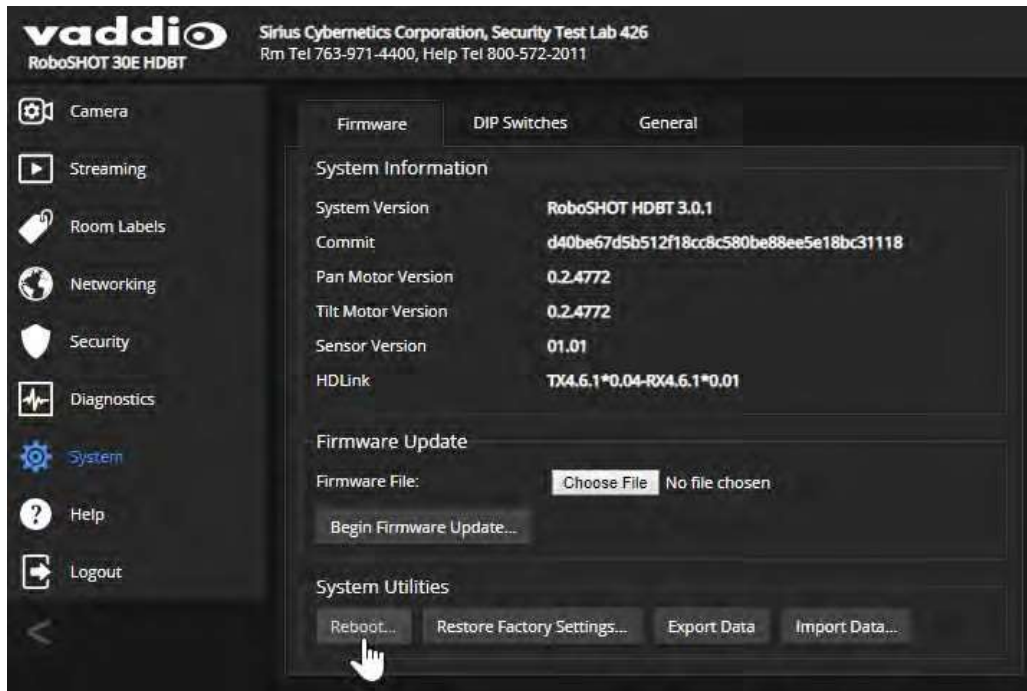 vaddio
RoboSHOT 30E HDBT
Sirius Cybernetics Corporation, Security Test Lab 426
Rm Tel 763-971-4400, Help Tel 800-572-2011
Camera
Streaming
Room Labels
Networking
Security
Diagnostics
System
Help
Logout
Firmware DIP Switches General
System Information
System Version RoboSHOT HDBT 3.0.1
Commit d40be67d5b512f18cc8c580be88ee5e18bc31118
Pan Motor Version 0.2.4772
Tilt Motor Version 0.2.4772
Sensor Version 01.01
HDLink TX4.6.1*0.04-RX4.6.1*0.01
Firmware Update
Firmware File: Choose File No file chosen
Begin Firmware Update...
System Utilities
Reboot... Restore Factory Settings... Export Data Import Data...